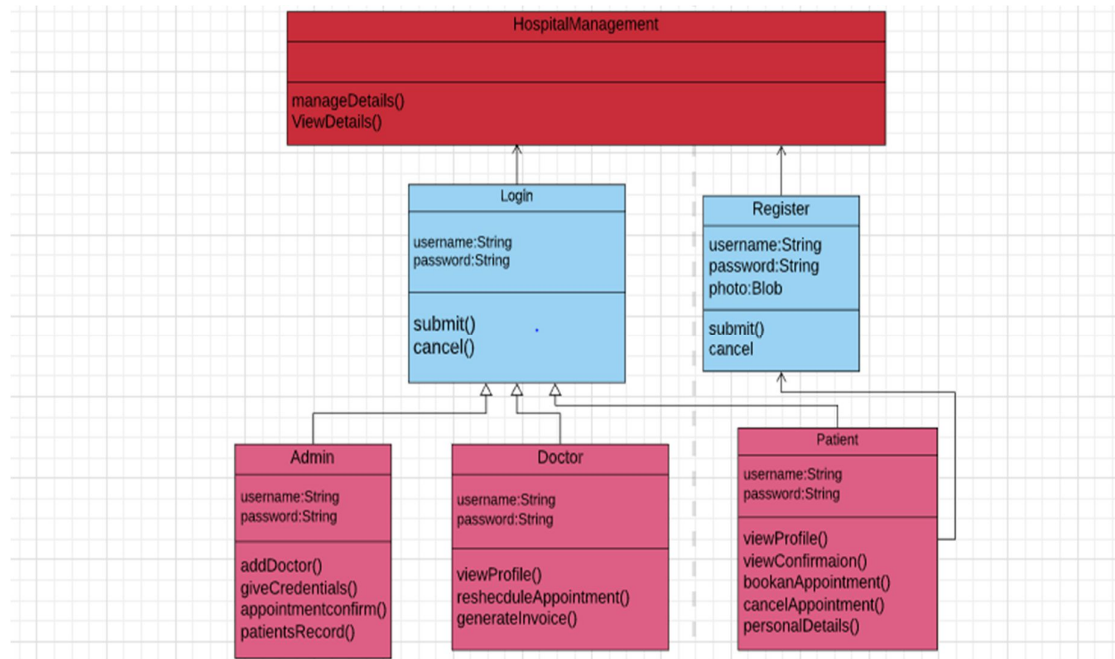 HospitalManagement
manageDetails()
ViewDetails()
Login
username:String
password:String
submit()
cancel()
Register
username:String
password:String
photo:Blob
submit()
cancel
Admin
username:String
password:String
addDoctor()
giveCredentials()
appointmentconfirm()
patientsRecord()
Doctor
username:String
password:String
viewProfile()
reshecduleAppointment()
generateInvoice()
Patient
username:String
password:String
viewProfile()
viewConfirmaion()
bookanAppointment()
cancelAppointment()
personalDetails()